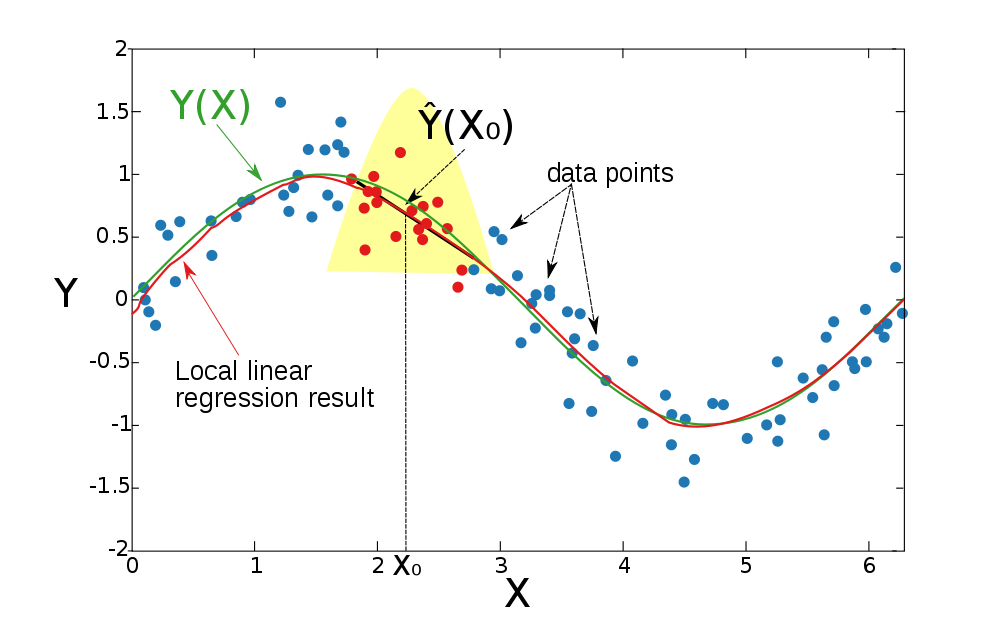 2
1.5
1
0.5
0
-0.5
-1
-1.5
-2
Y
Y(X)
Ŷ(X₀)
data points
Local linear
regression result
0 1 2 x₀ 3 4 5 6
X